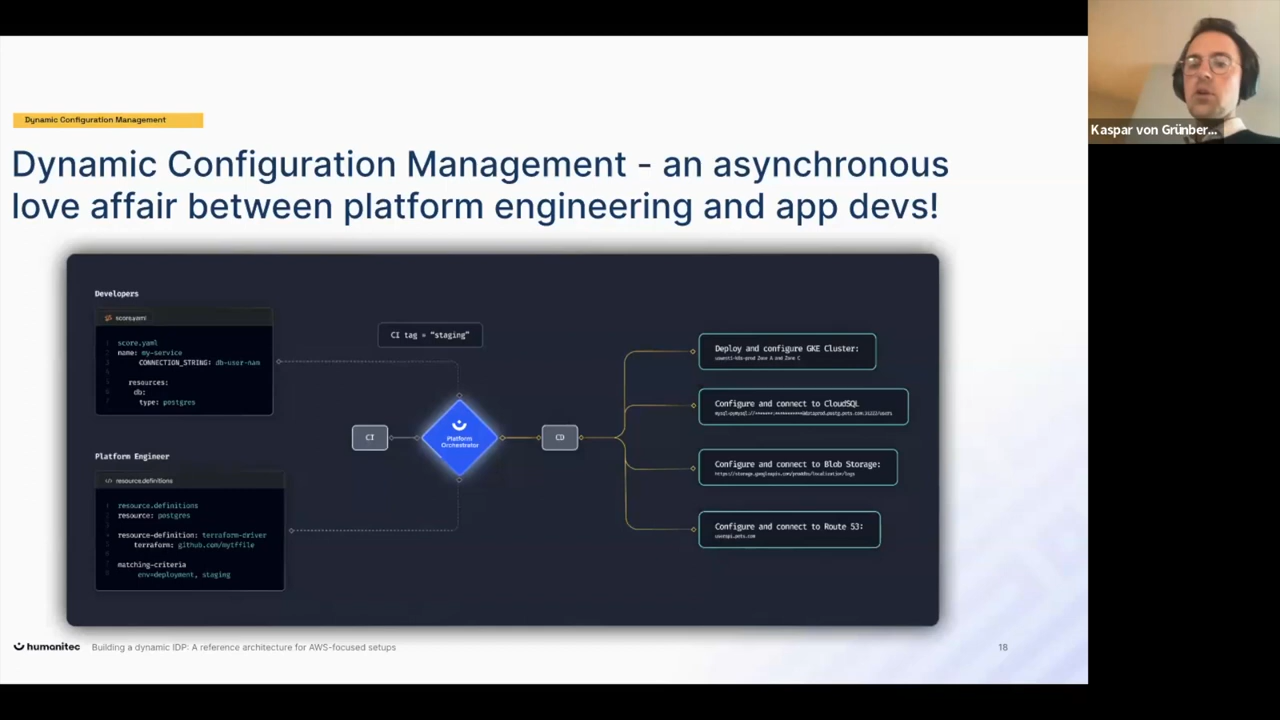 Dynamic Configuration Management
Dynamic Configuration Management - an asynchronous
love affair between platform engineering and app devs!
Developers
score.yaml
score.yaml
name: my-service
CONNECTION_STRING: db-user-nam
resources:
db:
type: postgres
Platform Engineer
</> resource.definitions
resource.definitions
resource: postgres
resource-definition: terraform-driver
terraform: github.com/mytffile
matching-criteria
env=deployment, staging
CI tag = "staging"
CI
Platform
Orchestrator
CD
Deploy and configure GKE Cluster:
Configure and connect to CloudSQL
Configure and connect to Blob Storage:
Configure and connect to Route 53:
userapi.pets.com
humanitec
Building a dynamic IDP: A reference architecture for AWS-focused setups
18
Kaspar von Grünber...